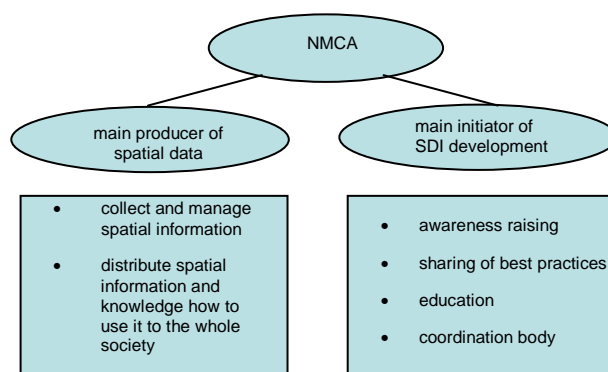 NMCA
main producer of
spatial data
main initiator of
SDI development
• collect and manage
spatial information
• distribute spatial
information and
knowledge how to
use it to the whole
society
• awareness raising
• sharing of best practices
• education
• coordination body